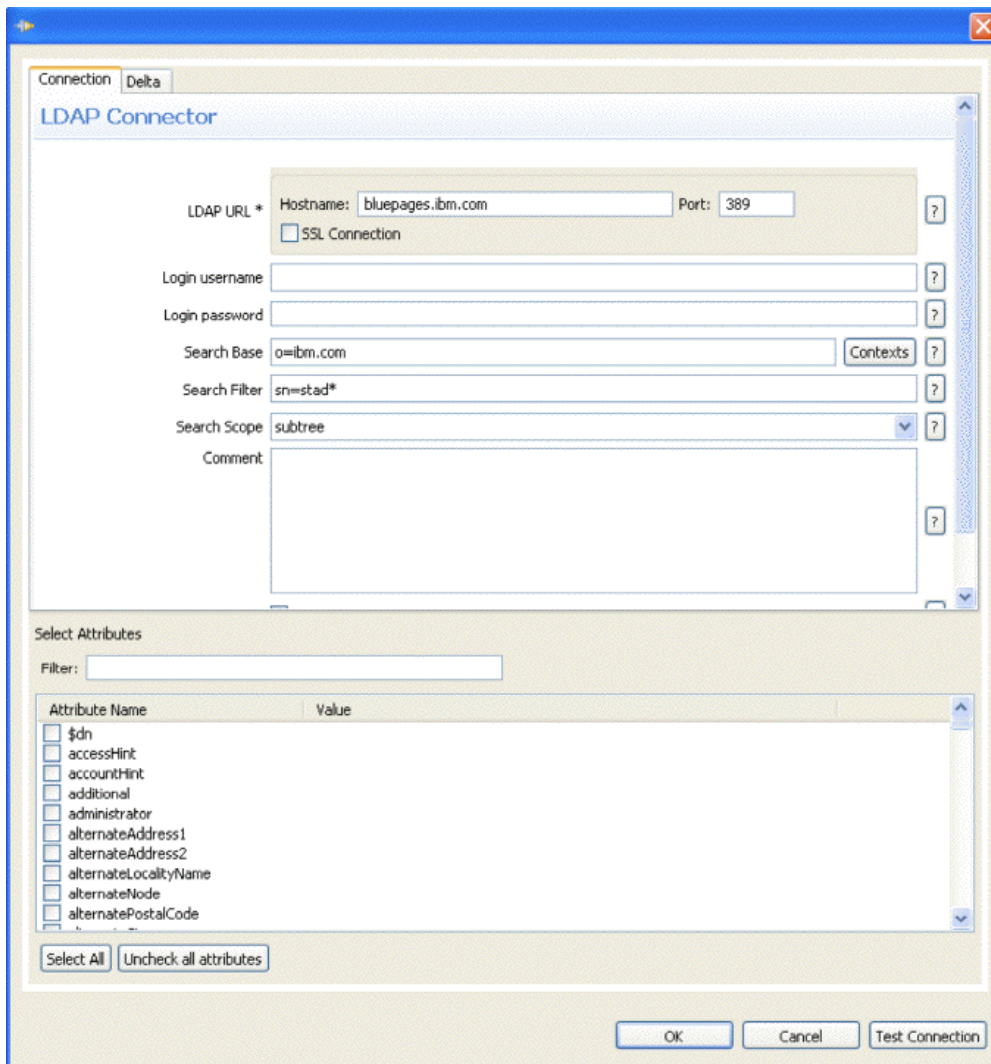 Connection Delta
LDAP Connector
LDAP URL * Hostname: bluepages.ibm.com Port: 389 ?
SSL Connection
Login username ?
Login password ?
Search Base o=ibm.com Contexts ?
Search Filter sn=stad* ?
Search Scope subtree ?
Comment
?
Select Attributes
Filter:
Attribute Name Value
$dn
accessHint
accountHint
additional
administrator
alternateAddress1
alternateAddress2
alternateLocalityName
alternateNode
alternatePostalCode
Select All Uncheck all attributes
OK Cancel Test Connection